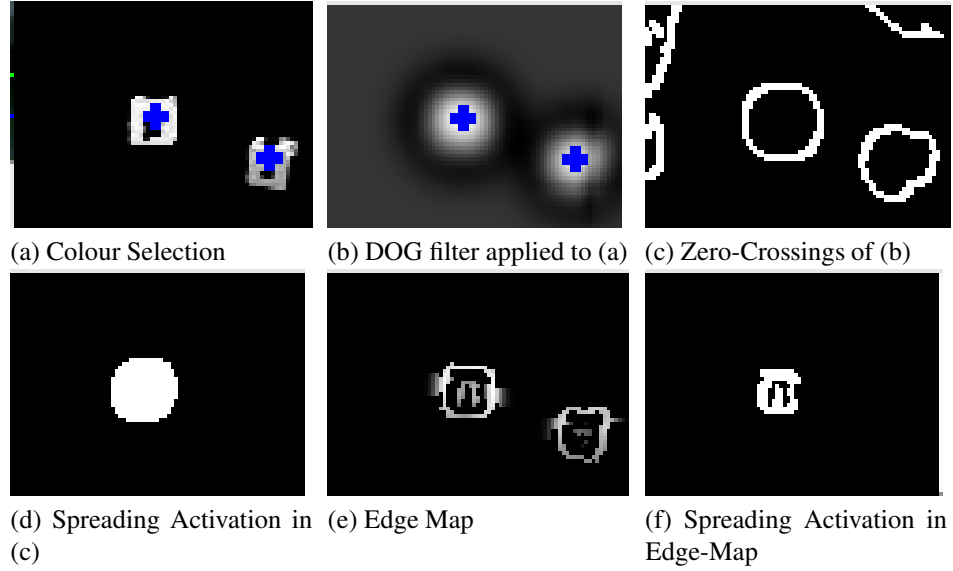 (a) Colour Selection
(b) DOG filter applied to (a)
(c) Zero-Crossings of (b)
(d) Spreading Activation in
(c)
(e) Edge Map
(f) Spreading Activation in
Edge-Map